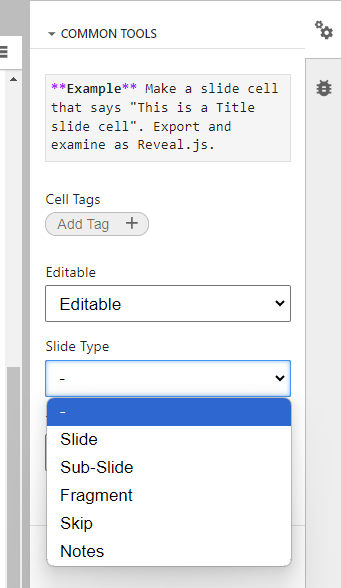 COMMON TOOLS
**Example** Make a slide cell
that says "This is a Title
slide cell". Export and
examine as Reveal.js.
Cell Tags
Add Tag +
Editable
Editable
Slide Type
-
-
Slide
Sub-Slide
Fragment
Skip
Notes